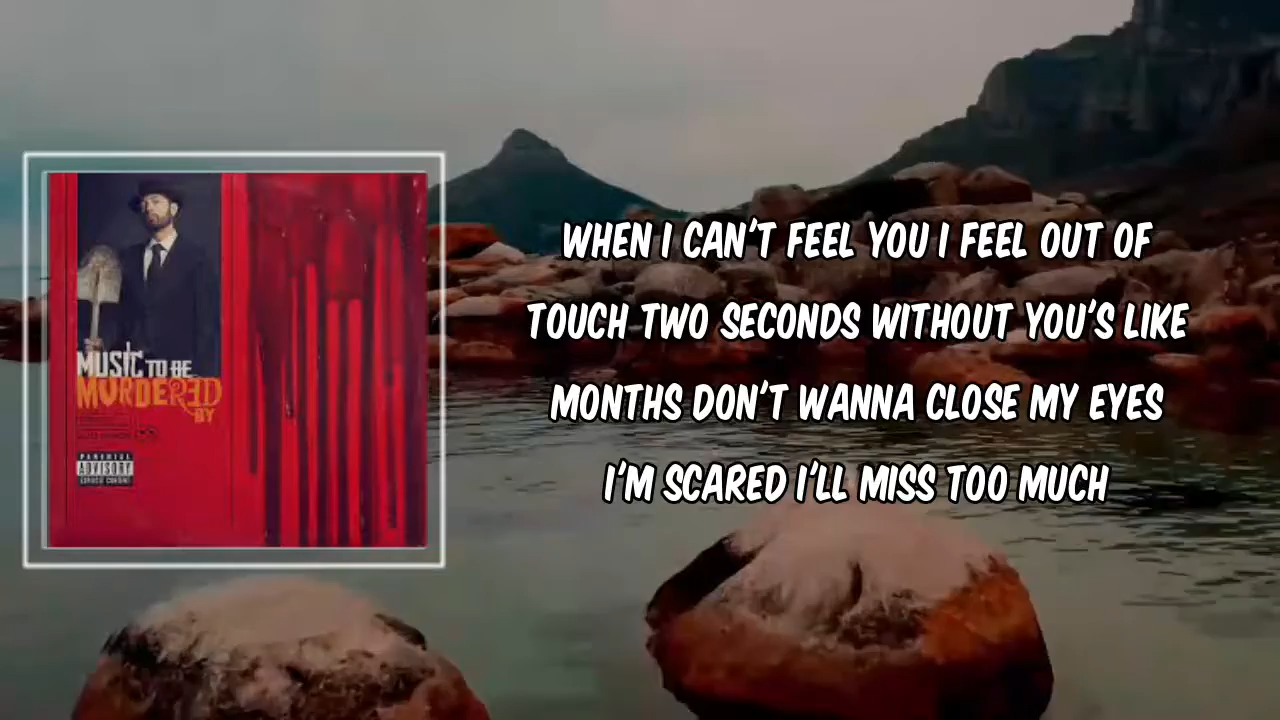 MUSIC TO BE
MURDERED
BY
PARENTAL
ADVISORY
EXPLICIT CONTENT
WHEN I CAN'T FEEL YOU I FEEL OUT OF
TOUCH TWO SECONDS WITHOUT YOU'S LIKE
MONTHS DON'T WANNA CLOSE MY EYES
I'M SCARED I'LL MISS TOO MUCH